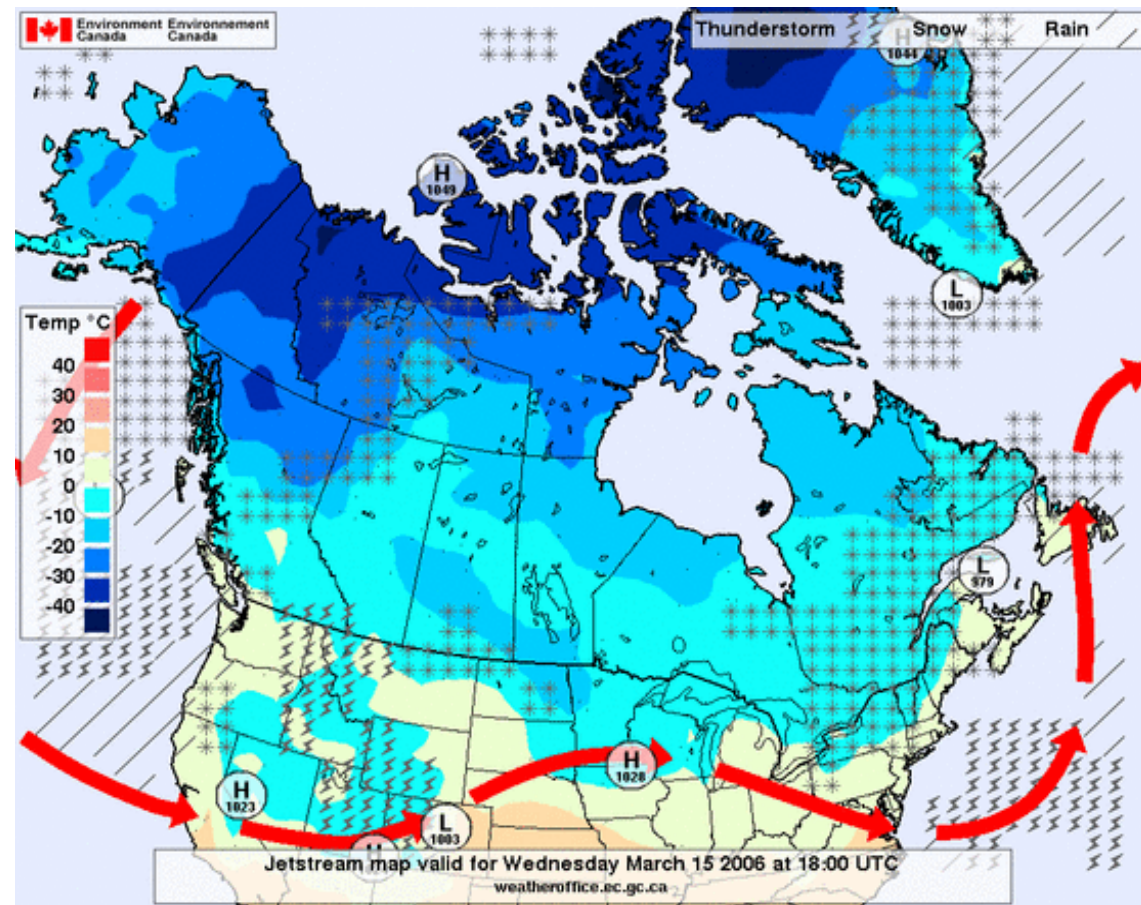 Environment Environnement
Canada Canada
Thunderstorm Snow Rain
H
1044
H
1049
L
1003
Temp °C
40
30
20
10
0
-10
-20
-30
-40
L
979
H
1028
H
1023
L
1003
H
Jetstream map valid for Wednesday March 15 2006 at 18:00 UTC
weatheroffice.ec.gc.ca